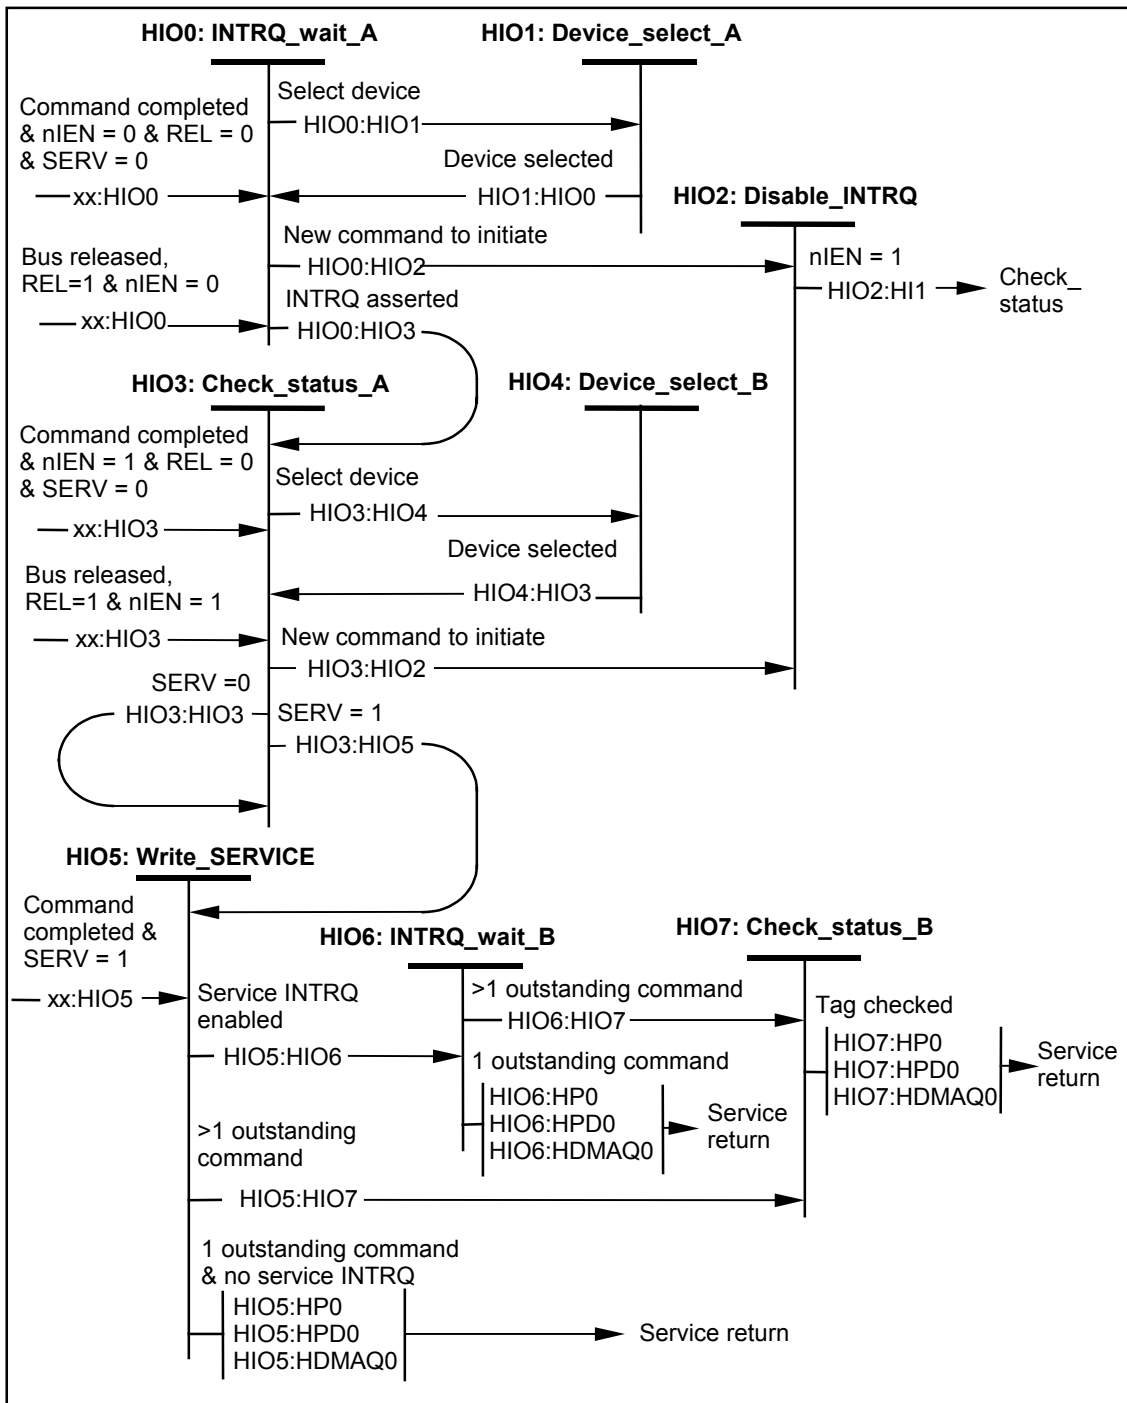 HIO0: INTRQ_wait_A
HIO1: Device_select_A
Select device
Command completed
& nIEN = 0 & REL = 0
& SERV = 0
HIO0:HIO1
Device selected
xx:HIO0
HIO1:HIO0
HIO2: Disable_INTRQ
New command to initiate
Bus released,
REL=1 & nIEN = 0
HIO0:HIO2
nIEN = 1
HIO2:HI1
Check_
status
INTRQ asserted
xx:HIO0
HIO0:HIO3
HIO3: Check_status_A
HIO4: Device_select_B
Command completed
& nIEN = 1 & REL = 0
& SERV = 0
Select device
HIO3:HIO4
xx:HIO3
Device selected
Bus released,
REL=1 & nIEN = 1
HIO4:HIO3
xx:HIO3
New command to initiate
HIO3:HIO2
SERV =0
HIO3:HIO3
SERV = 1
HIO3:HIO5
HIO5: Write_SERVICE
Command
completed &
SERV = 1
HIO6: INTRQ_wait_B
HIO7: Check_status_B
xx:HIO5
Service INTRQ
enabled
>1 outstanding command
HIO6:HIO7
Tag checked
HIO5:HIO6
1 outstanding command
HIO7:HP0
HIO7:HPD0
HIO7:HDMAQ0
Service
return
HIO6:HP0
HIO6:HPD0
HIO6:HDMAQ0
Service
return
>1 outstanding
command
HIO5:HIO7
1 outstanding command
& no service INTRQ
HIO5:HP0
HIO5:HPD0
HIO5:HDMAQ0
Service return